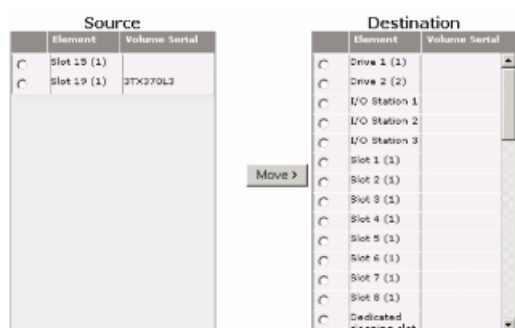 Source
Element Volume Serial
Slot 15 (1)
Slot 19 (1) 3TX370L3
Move >
Destination
Element Volume Serial
Drive 1 (1)
Drive 2 (2)
I/O Station 1
I/O Station 2
I/O Station 3
Slot 1 (1)
Slot 2 (1)
Slot 3 (1)
Slot 4 (1)
Slot 5 (1)
Slot 6 (1)
Slot 7 (1)
Slot 8 (1)
Dedicated
cleaning slot